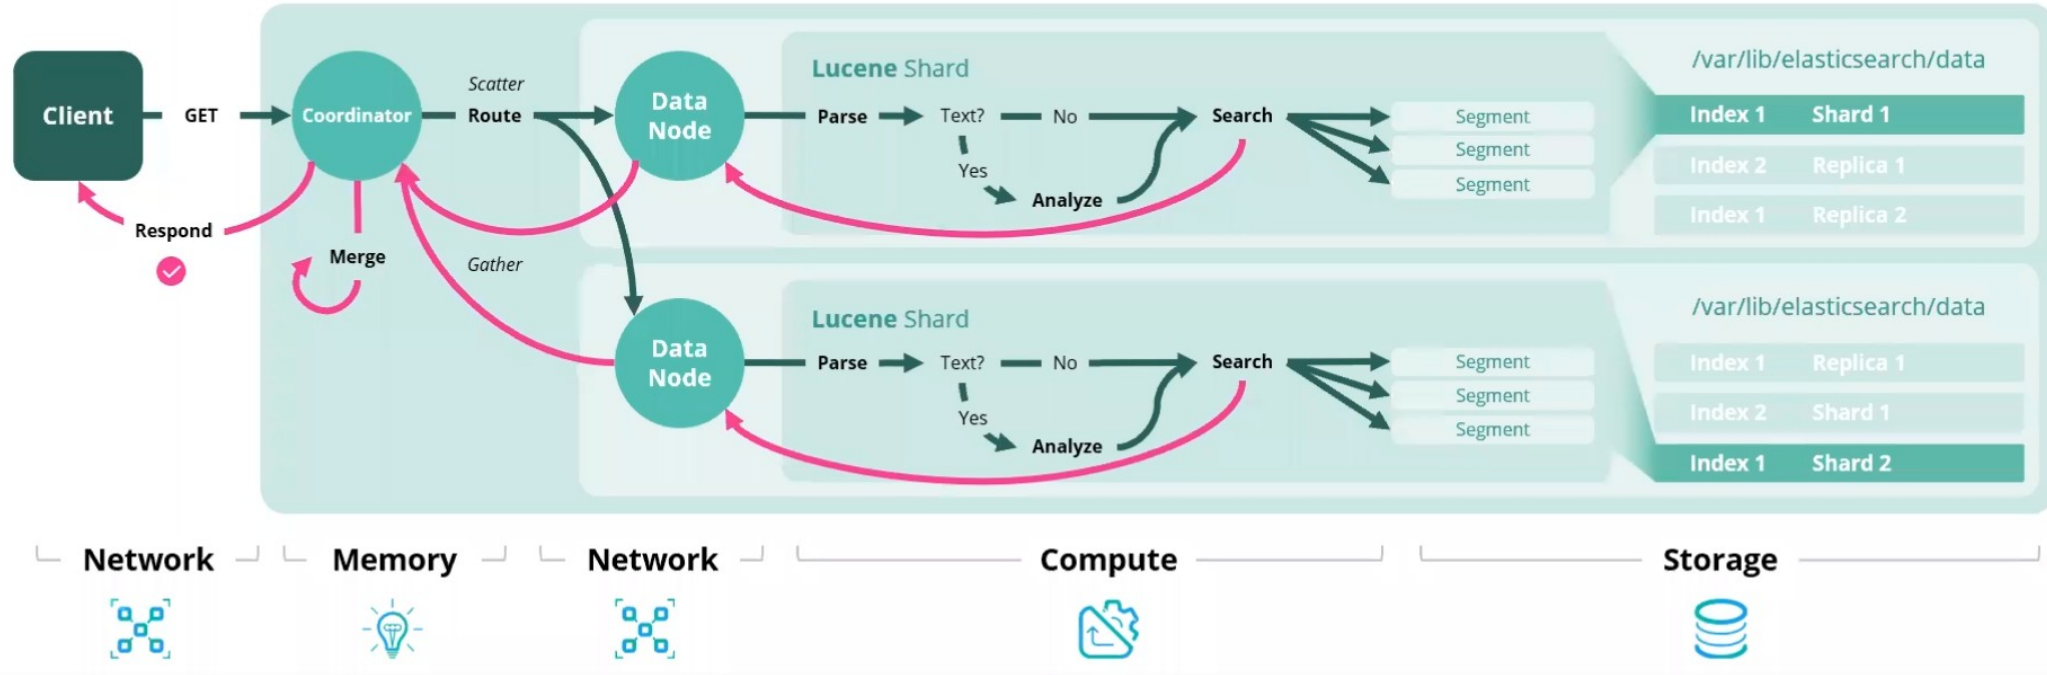 Client
GET
Coordinator
Scatter
Route
Respond
Merge
Gather
Data
Node
Lucene Shard
Parse
Text?
No
Yes
Analyze
Search
Segment
Segment
Segment
/var/lib/elasticsearch/data
Index 1 Shard 1
Index 2 Replica 1
Index 1 Replica 2
Data
Node
Lucene Shard
Parse
Text?
No
Yes
Analyze
Search
Segment
Segment
Segment
/var/lib/elasticsearch/data
Index 1 Replica 1
Index 2 Shard 1
Index 1 Shard 2
Network
Memory
Network
Compute
Storage